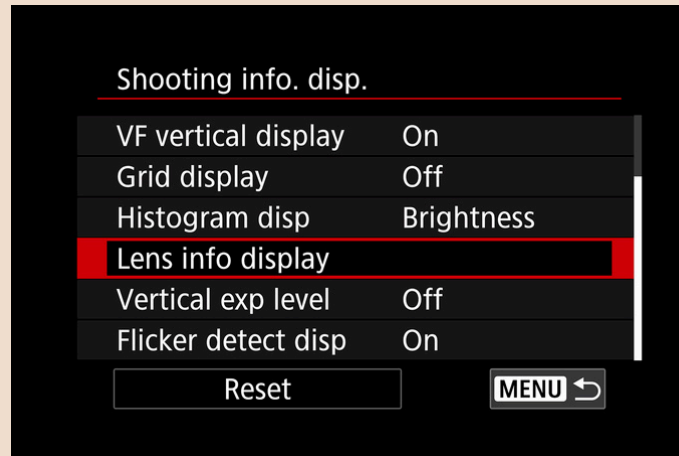 Shooting info. disp.
VF vertical display On
Grid display Off
Histogram disp Brightness
Lens info display
Vertical exp level Off
Flicker detect disp On
Reset MENU